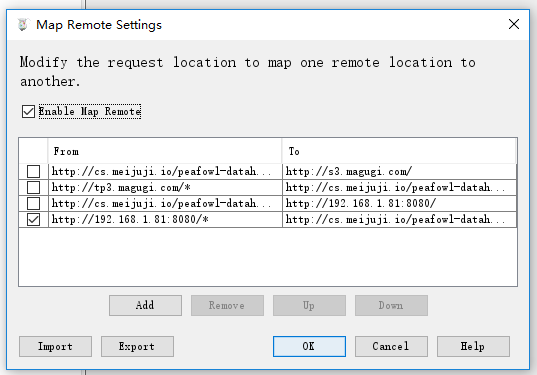 Map Remote Settings
Modify the request location to map one remote location to
another.
Enable Map Remote
From To
http://cs.meijuji.io/peafowl-datah... http://s3.magugi.com/
http://tp3.magugi.com/* http://cs.meijuji.io/peafowl-datah...
http://cs.meijuji.io/peafowl-datah... http://192.168.1.81:8080/
http://192.168.1.81:8080/* http://cs.meijuji.io/peafowl-datah...
Add Remove Up Down
Import Export OK Cancel Help